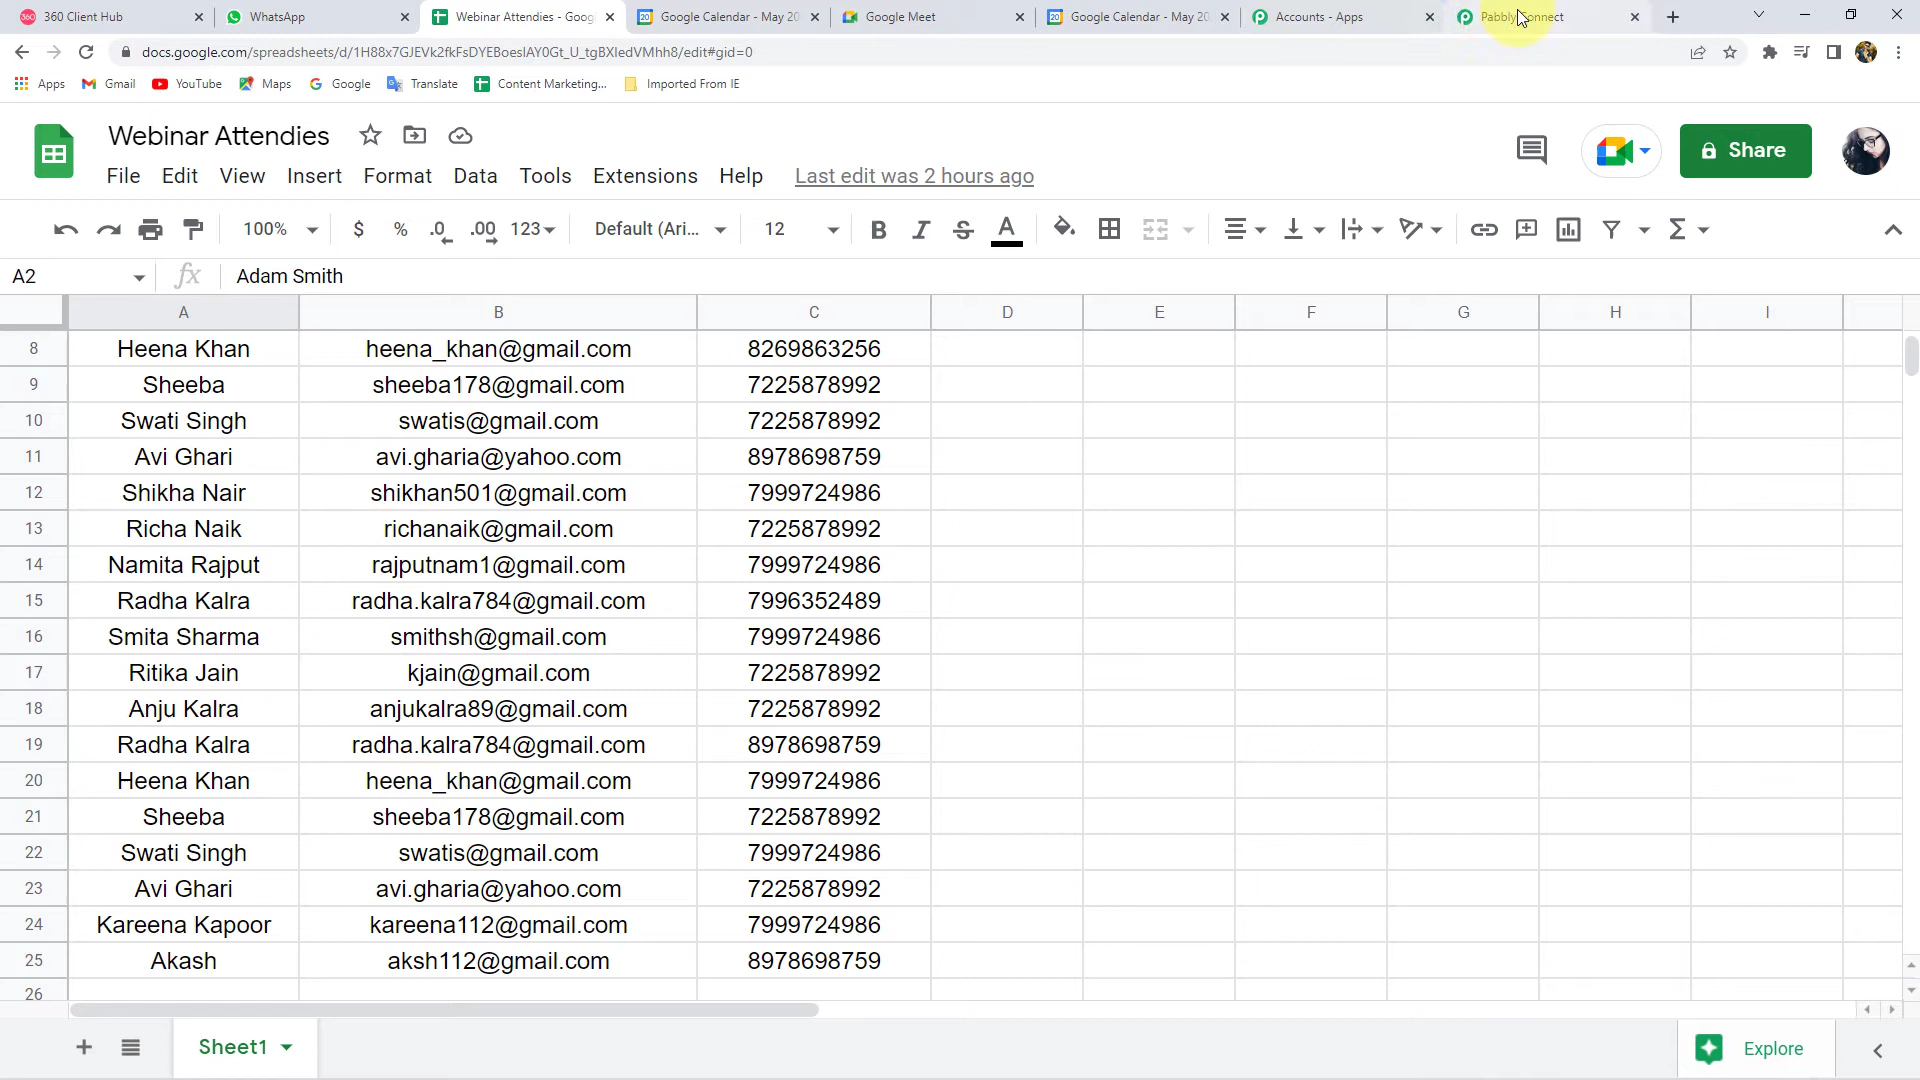 360 Client Hub
WhatsApp
Webinar Attendies - Goog
Google Calendar - May 20
Google Meet
Google Calendar - May 20
Accounts - Apps
Pabbly Connect
docs.google.com/spreadsheets/d/1H88x7GJEVk2fkFsDYEBoesIAY0Gt_U_tgBXIedVMhh8/edit#gid=0
Apps
Gmail
YouTube
Maps
Google
Translate
Content Marketing...
Imported From IE
Webinar Attendies
Share
File Edit View Insert Format Data Tools Extensions Help Last edit was 2 hours ago
100% $ % .0 .00 123 Default (Ari... 12 B I S A Σ
A2 fx Adam Smith
A B C D E F G H I
8 Heena Khan heena_khan@gmail.com 8269863256
9 Sheeba sheeba178@gmail.com 7225878992
10 Swati Singh swatis@gmail.com 7225878992
11 Avi Ghari avi.gharia@yahoo.com 8978698759
12 Shikha Nair shikhan501@gmail.com 7999724986
13 Richa Naik richanaik@gmail.com 7225878992
14 Namita Rajput rajputnam1@gmail.com 7999724986
15 Radha Kalra radha.kalra784@gmail.com 7996352489
16 Smita Sharma smithsh@gmail.com 7999724986
17 Ritika Jain kjain@gmail.com 7225878992
18 Anju Kalra anjukalra89@gmail.com 7225878992
19 Radha Kalra radha.kalra784@gmail.com 8978698759
20 Heena Khan heena_khan@gmail.com 7999724986
21 Sheeba sheeba178@gmail.com 7225878992
22 Swati Singh swatis@gmail.com 7999724986
23 Avi Ghari avi.gharia@yahoo.com 7225878992
24 Kareena Kapoor kareena112@gmail.com 7999724986
25 Akash aksh112@gmail.com 8978698759
26
Sheet1
Explore